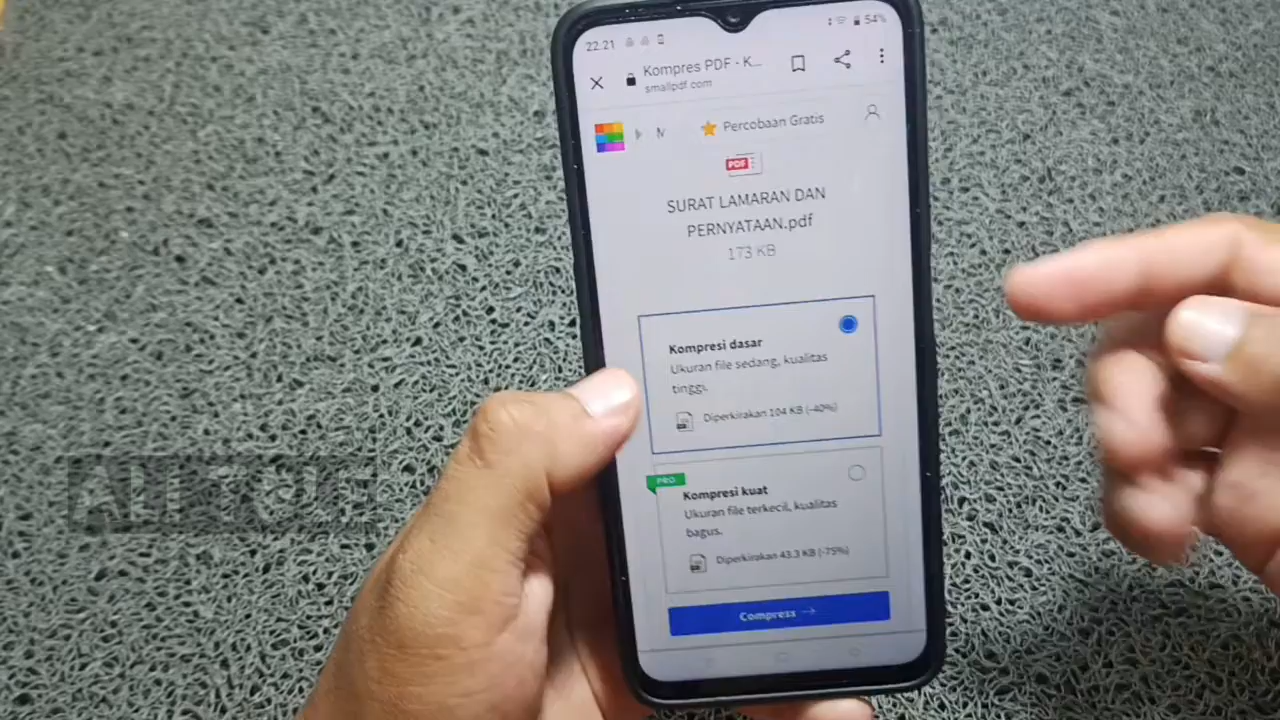 22.21
54%
Kompres PDF - K...
smallpdf.com
Percobaan Gratis
PDF
SURAT LAMARAN DAN
PERNYATAAN.pdf
173 KB
Kompresi dasar
Ukuran file sedang, kualitas
tinggi.
Diperkirakan 104 KB (-40%)
PRO
Kompresi kuat
Ukuran file terkecil, kualitas
bagus.
Diperkirakan 43.3 KB (-75%)
Compress →